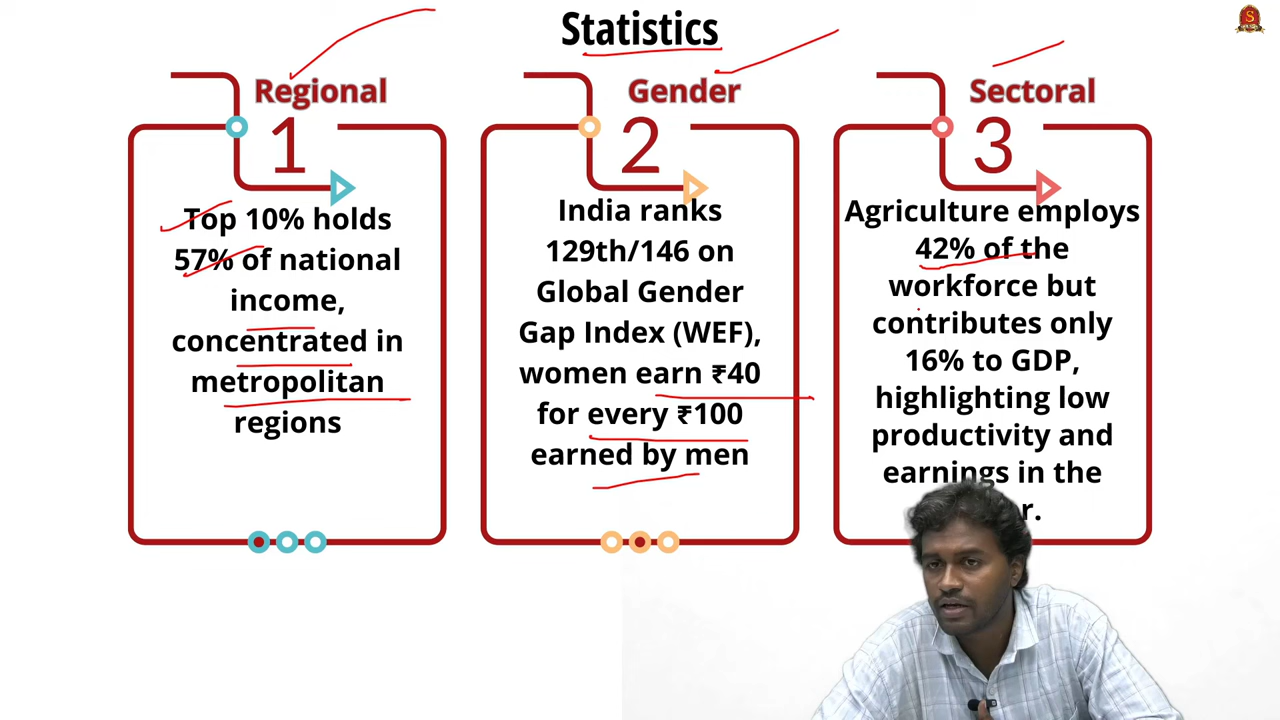 Statistics
Regional
1
Top 10% holds
57% of national
income,
concentrated in
metropolitan
regions
Gender
2
India ranks
129th/146 on
Global Gender
Gap Index (WEF),
women earn ₹40
for every ₹100
earned by men
Sectoral
3
Agriculture employs
42% of the
workforce but
contributes only
16% to GDP,
highlighting low
productivity and
earnings in the
S